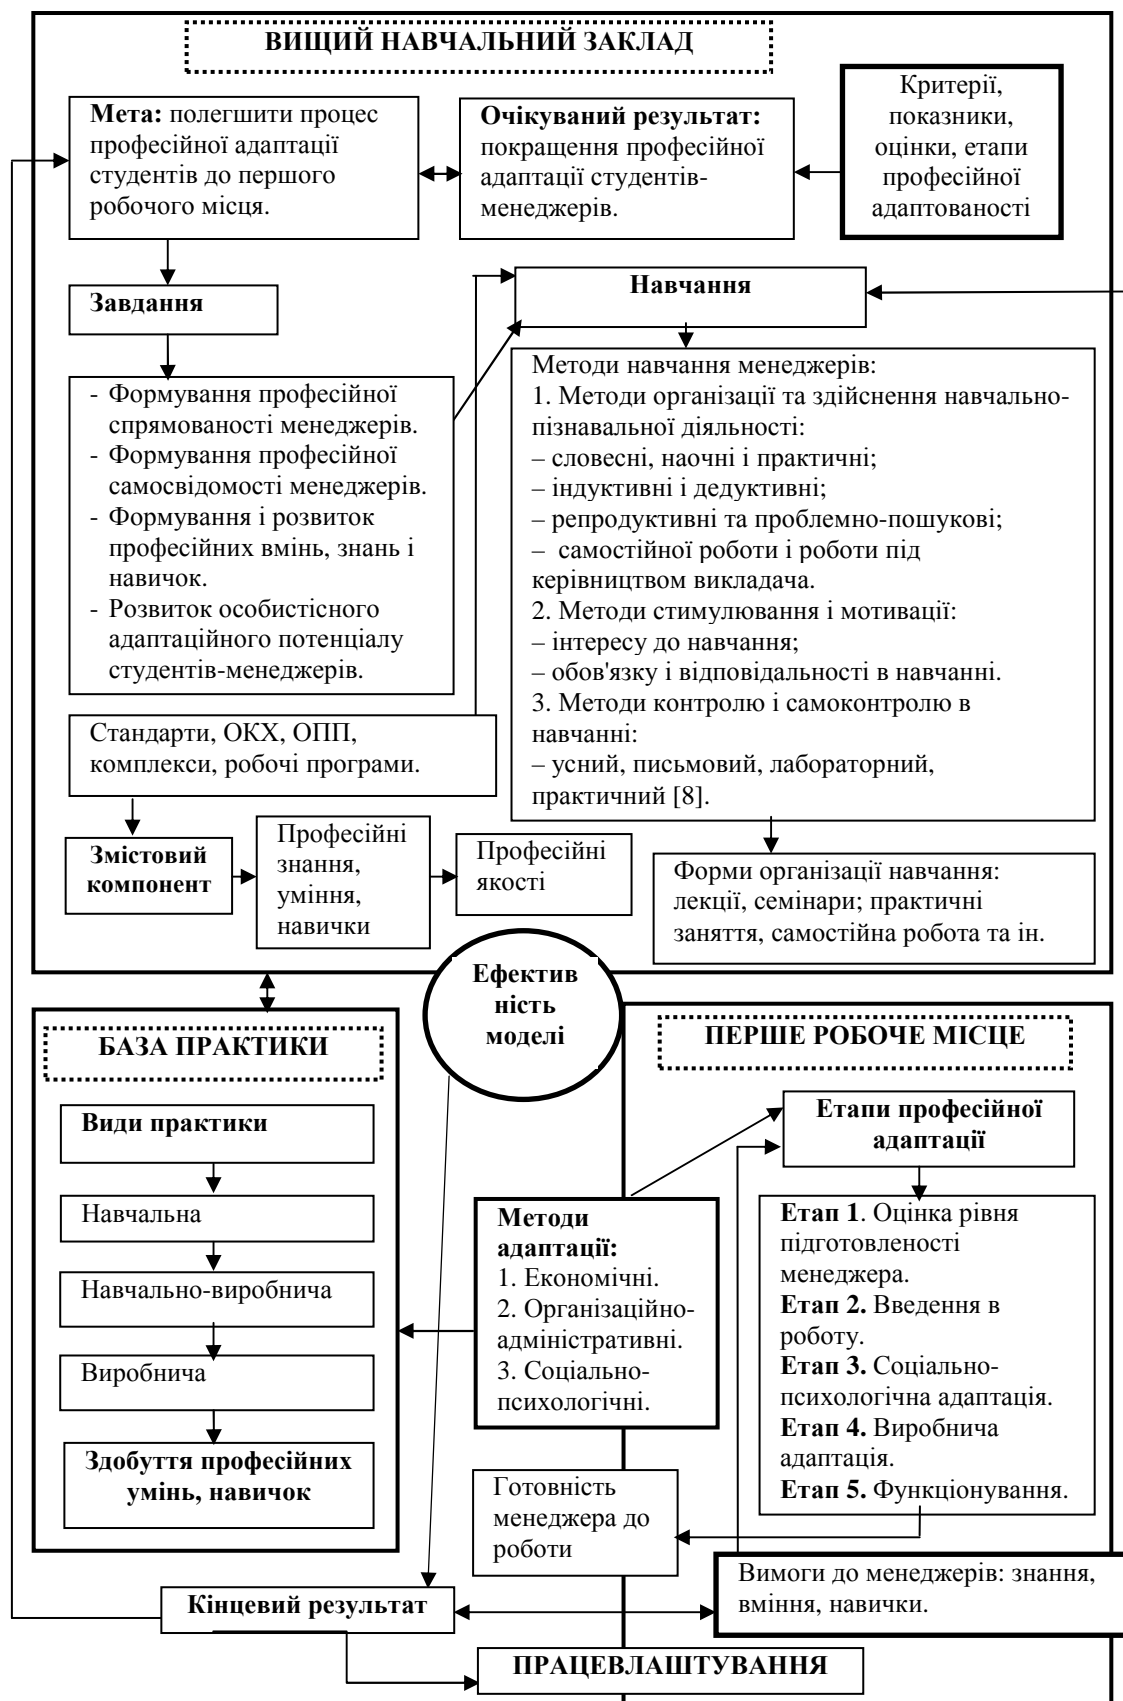 ВИЩИЙ НАВЧАЛЬНИЙ ЗАКЛАД
Мета: полегшити процес
професійної адаптації
студентів до першого
робочого місця.
Очікуваний результат:
покращення професійної
адаптації студентів-
менеджерів.
Критерії,
показники,
оцінки, етапи
професійної
адаптованості
Завдання
Навчання
- Формування професійної
спрямованості менеджерів.
- Формування професійної
самосвідомості менеджерів.
- Формування і розвиток
професійних вмінь, знань і
навичок.
- Розвиток особистісного
адаптаційного потенціалу
студентів-менеджерів.
Методи навчання менеджерів:
1. Методи організації та здійснення навчально-
пізнавальної діяльності:
– словесні, наочні і практичні;
– індуктивні і дедуктивні;
– репродуктивні та проблемно-пошукові;
– самостійної роботи і роботи під
керівництвом викладача.
2. Методи стимулювання і мотивації:
– інтересу до навчання;
– обов'язку і відповідальності в навчанні.
3. Методи контролю і самоконтролю в
навчанні:
– усний, письмовий, лабораторний,
практичний [8].
Стандарти, ОКХ, ОПП,
комплекси, робочі програми.
Змістовий
компонент
Професійні
знання,
уміння,
навички
Професійні
якості
Форми організації навчання:
лекції, семінари; практичні
заняття, самостійна робота та ін.
Ефектив
ність
моделі
БАЗА ПРАКТИКИ
Види практики
Навчальна
Навчально-виробнича
Виробнича
Здобуття професійних
умінь, навичок
ПЕРШЕ РОБОЧЕ МІСЦЕ
Етапи професійної
адаптації
Методи
адаптації:
1. Економічні.
2. Організаційно-
адміністративні.
3. Соціально-
психологічні.
Етап 1. Оцінка рівня
підготовленості
менеджера.
Етап 2. Введення в
роботу.
Етап 3. Соціально-
психологічна адаптація.
Етап 4. Виробнича
адаптація.
Етап 5. Функціонування.
Готовність
менеджера до
роботи
Вимоги до менеджерів: знання,
вміння, навички.
Кінцевий результат
ПРАЦЕВЛАШТУВАННЯ